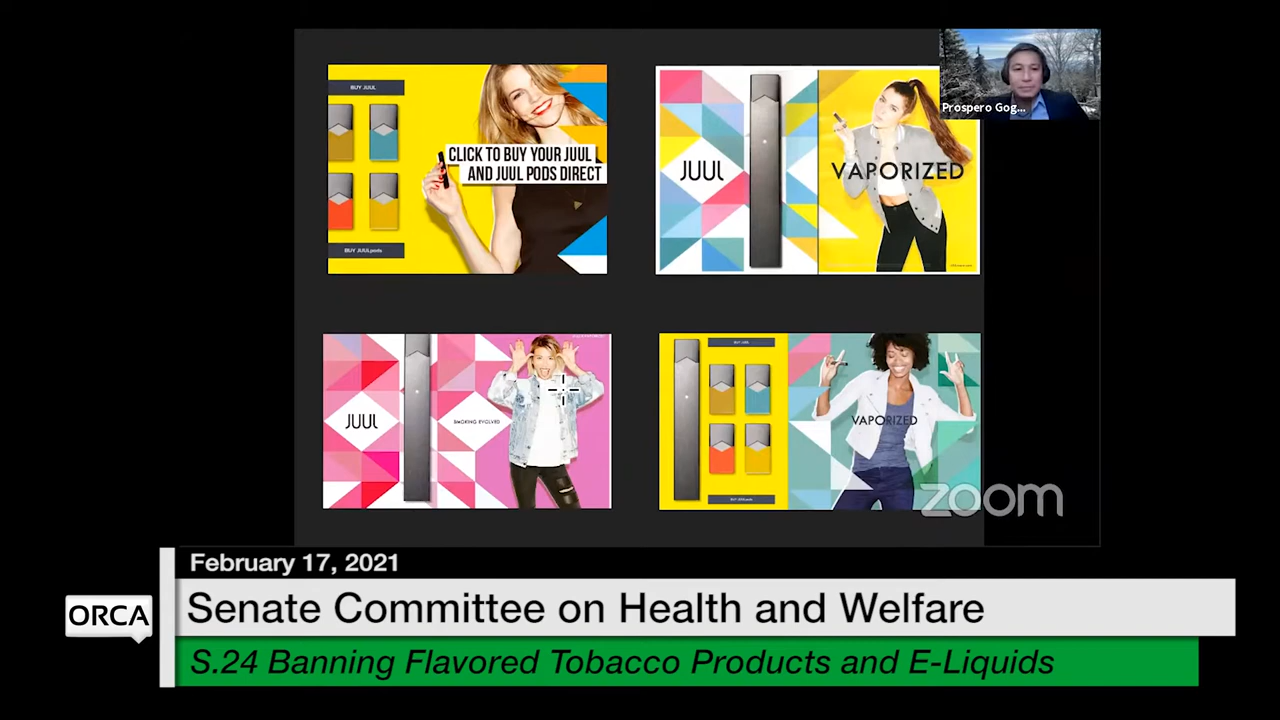 BUY JUUL
CLICK TO BUY YOUR JUUL
AND JUUL PODS DIRECT
BUY JUULpods
JUUL
VAPORIZED
Prospero Gog...
JUUL
SMOKING EVOLVED
BUY JUUL
VAPORIZED
BUY JUULpods
zoom
February 17, 2021
ORCA
Senate Committee on Health and Welfare
S.24 Banning Flavored Tobacco Products and E-Liquids